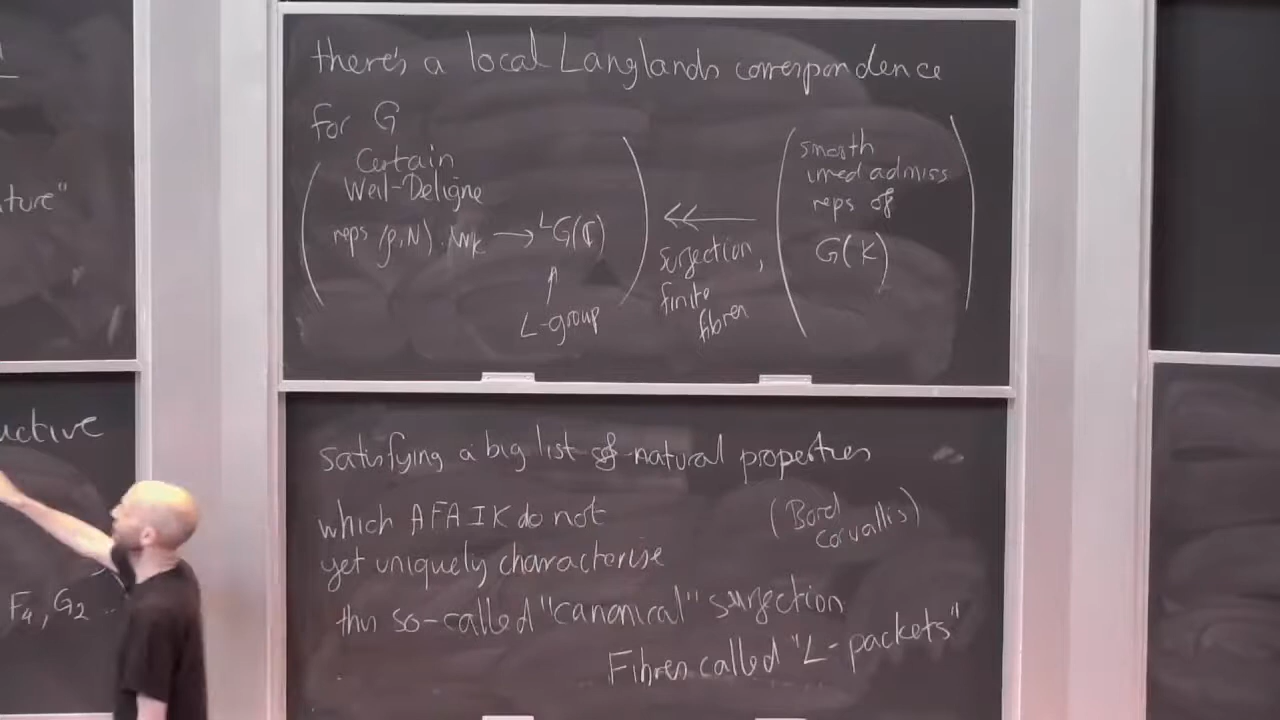 ture"
uctive
F4, G2
there's a local Langlands correspondence
for G
Certain
Weil-Deligne
reps (ρ,N) : WK → LG(ℂ)
↑
L-group
↞
surjection,
finite
fibres
smooth
irred admiss
reps of
G(K)
satisfying a big list of natural properties
which AFAIK do not
yet uniquely characterise
this so-called "canonical" surjection
(Borel
corvallis)
Fibres called "L-packets"